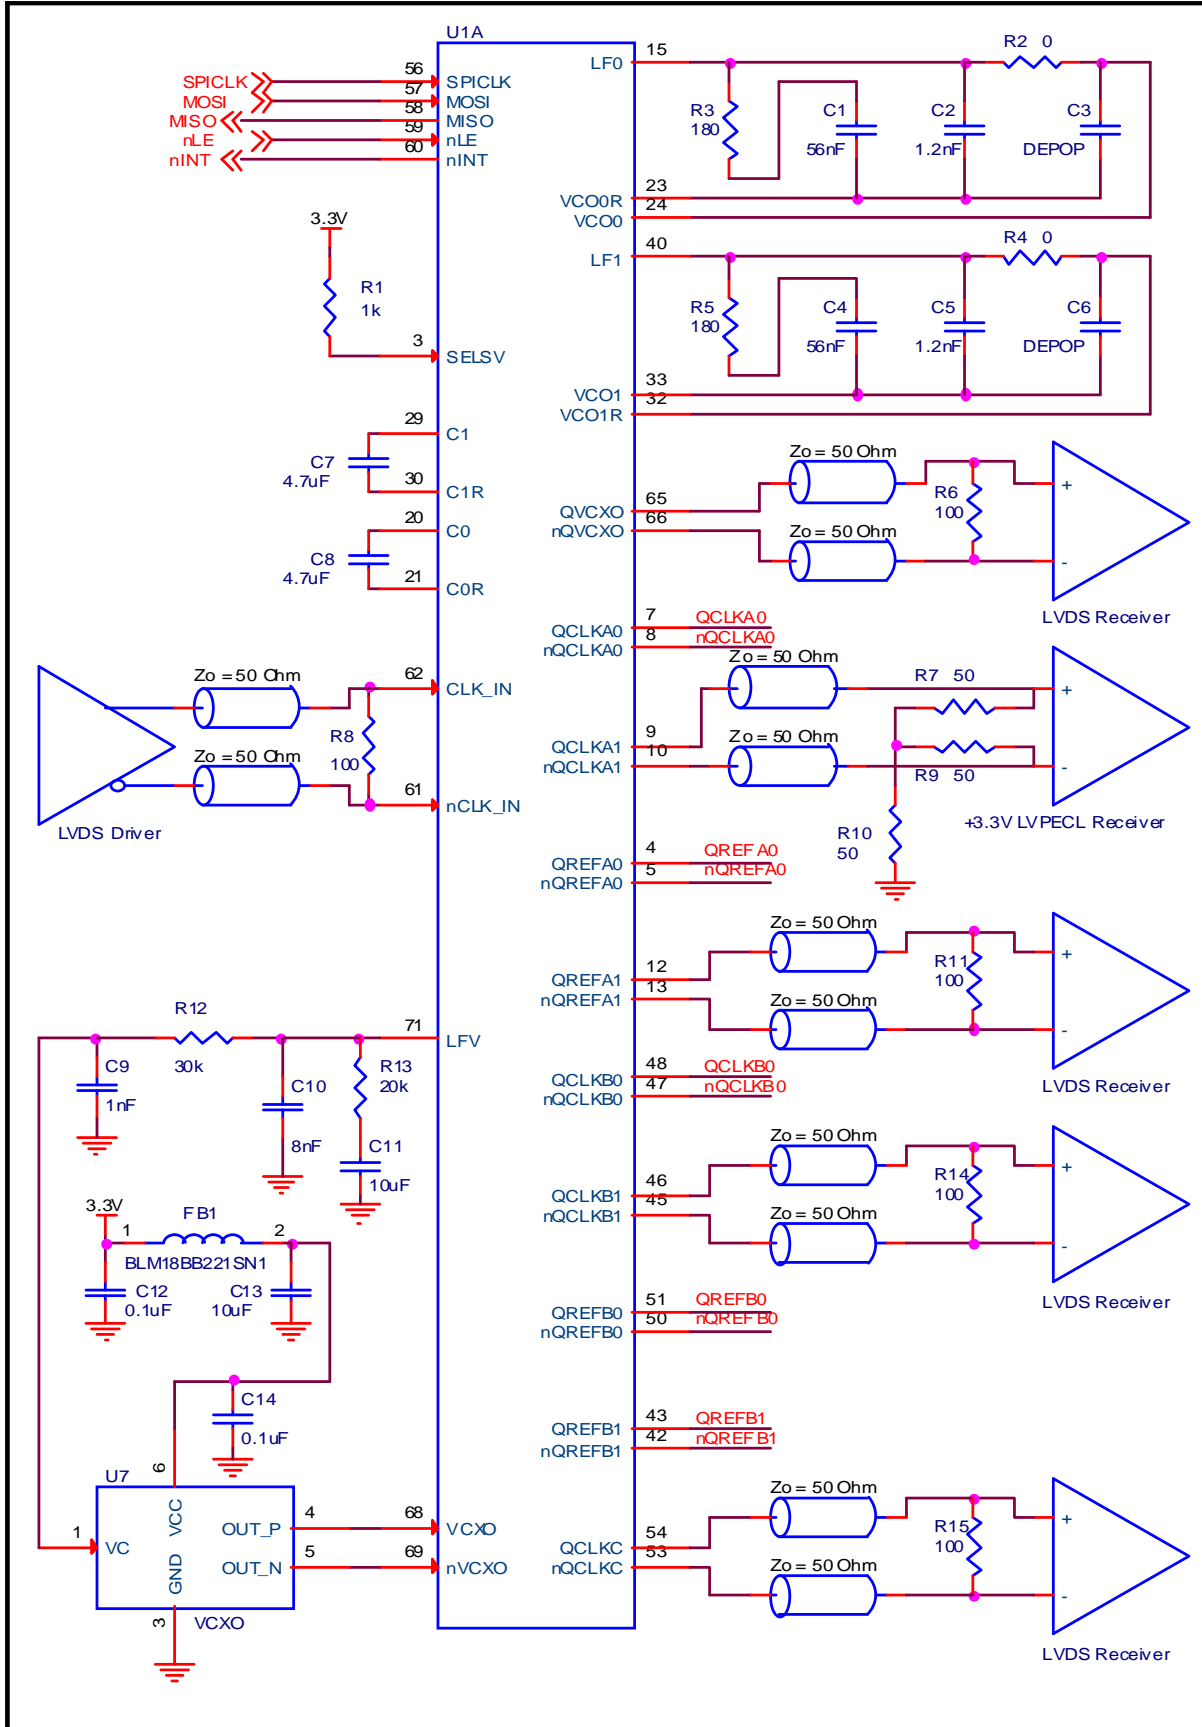 U1A
SPICLK 56 SPICLK
MOSI 57 MOSI
MISO 58 MISO
nLE 59 nLE
nINT 60 nINT
LF0 15
R2 0
R3 180
C1 56nF
C2 1.2nF
C3 DEPOP
VCO0R 23
VCO0 24
3.3V
R1 1k
3 SELSV
LF1 40
R4 0
R5 180
C4 56nF
C5 1.2nF
C6 DEPOP
VCO1 33
VCO1R 32
29 C1
C7 4.7uF
30 C1R
20 C0
C8 4.7uF
21 C0R
QVCXO 65
nQVCXO 66
Zo = 50 Ohm
Zo = 50 Ohm
R6 100
+
-
LVDS Receiver
QCLKA0 7 QCLKA0
nQCLKA0 8 nQCLKA0
Zo = 50 Ohm
Zo = 50 Ohm
LVDS Driver
R8 100
62 CLK_IN
61 nCLK_IN
QCLKA1 9
nQCLKA1 10
Zo = 50 Ohm
Zo = 50 Ohm
R7 50
R9 50
R10 50
+
-
+3.3V LVPECL Receiver
QREFA0 4 QREFA0
nQREFA0 5 nQREFA0
QREFA1 12
nQREFA1 13
Zo = 50 Ohm
Zo = 50 Ohm
R11 100
+
-
LVDS Receiver
R12 30k
71 LFV
C9 1nF
C10 8nF
R13 20k
C11 10uF
QCLKB0 48 QCLKB0
nQCLKB0 47 nQCLKB0
QCLKB1 46
nQCLKB1 45
Zo = 50 Ohm
Zo = 50 Ohm
R14 100
+
-
LVDS Receiver
3.3V
1 FB1 2
BLM18BB221SN1
C12 0.1uF
C13 10uF
C14 0.1uF
QREFB0 51 QREFB0
nQREFB0 50 nQREFB0
QREFB1 43 QREFB1
nQREFB1 42 nQREFB1
U7
6 VCC
1 VC
GND 3
OUT_P 4
OUT_N 5
VCXO
68 VCXO
69 nVCXO
QCLKC 54
nQCLKC 53
Zo = 50 Ohm
Zo = 50 Ohm
R15 100
+
-
LVDS Receiver